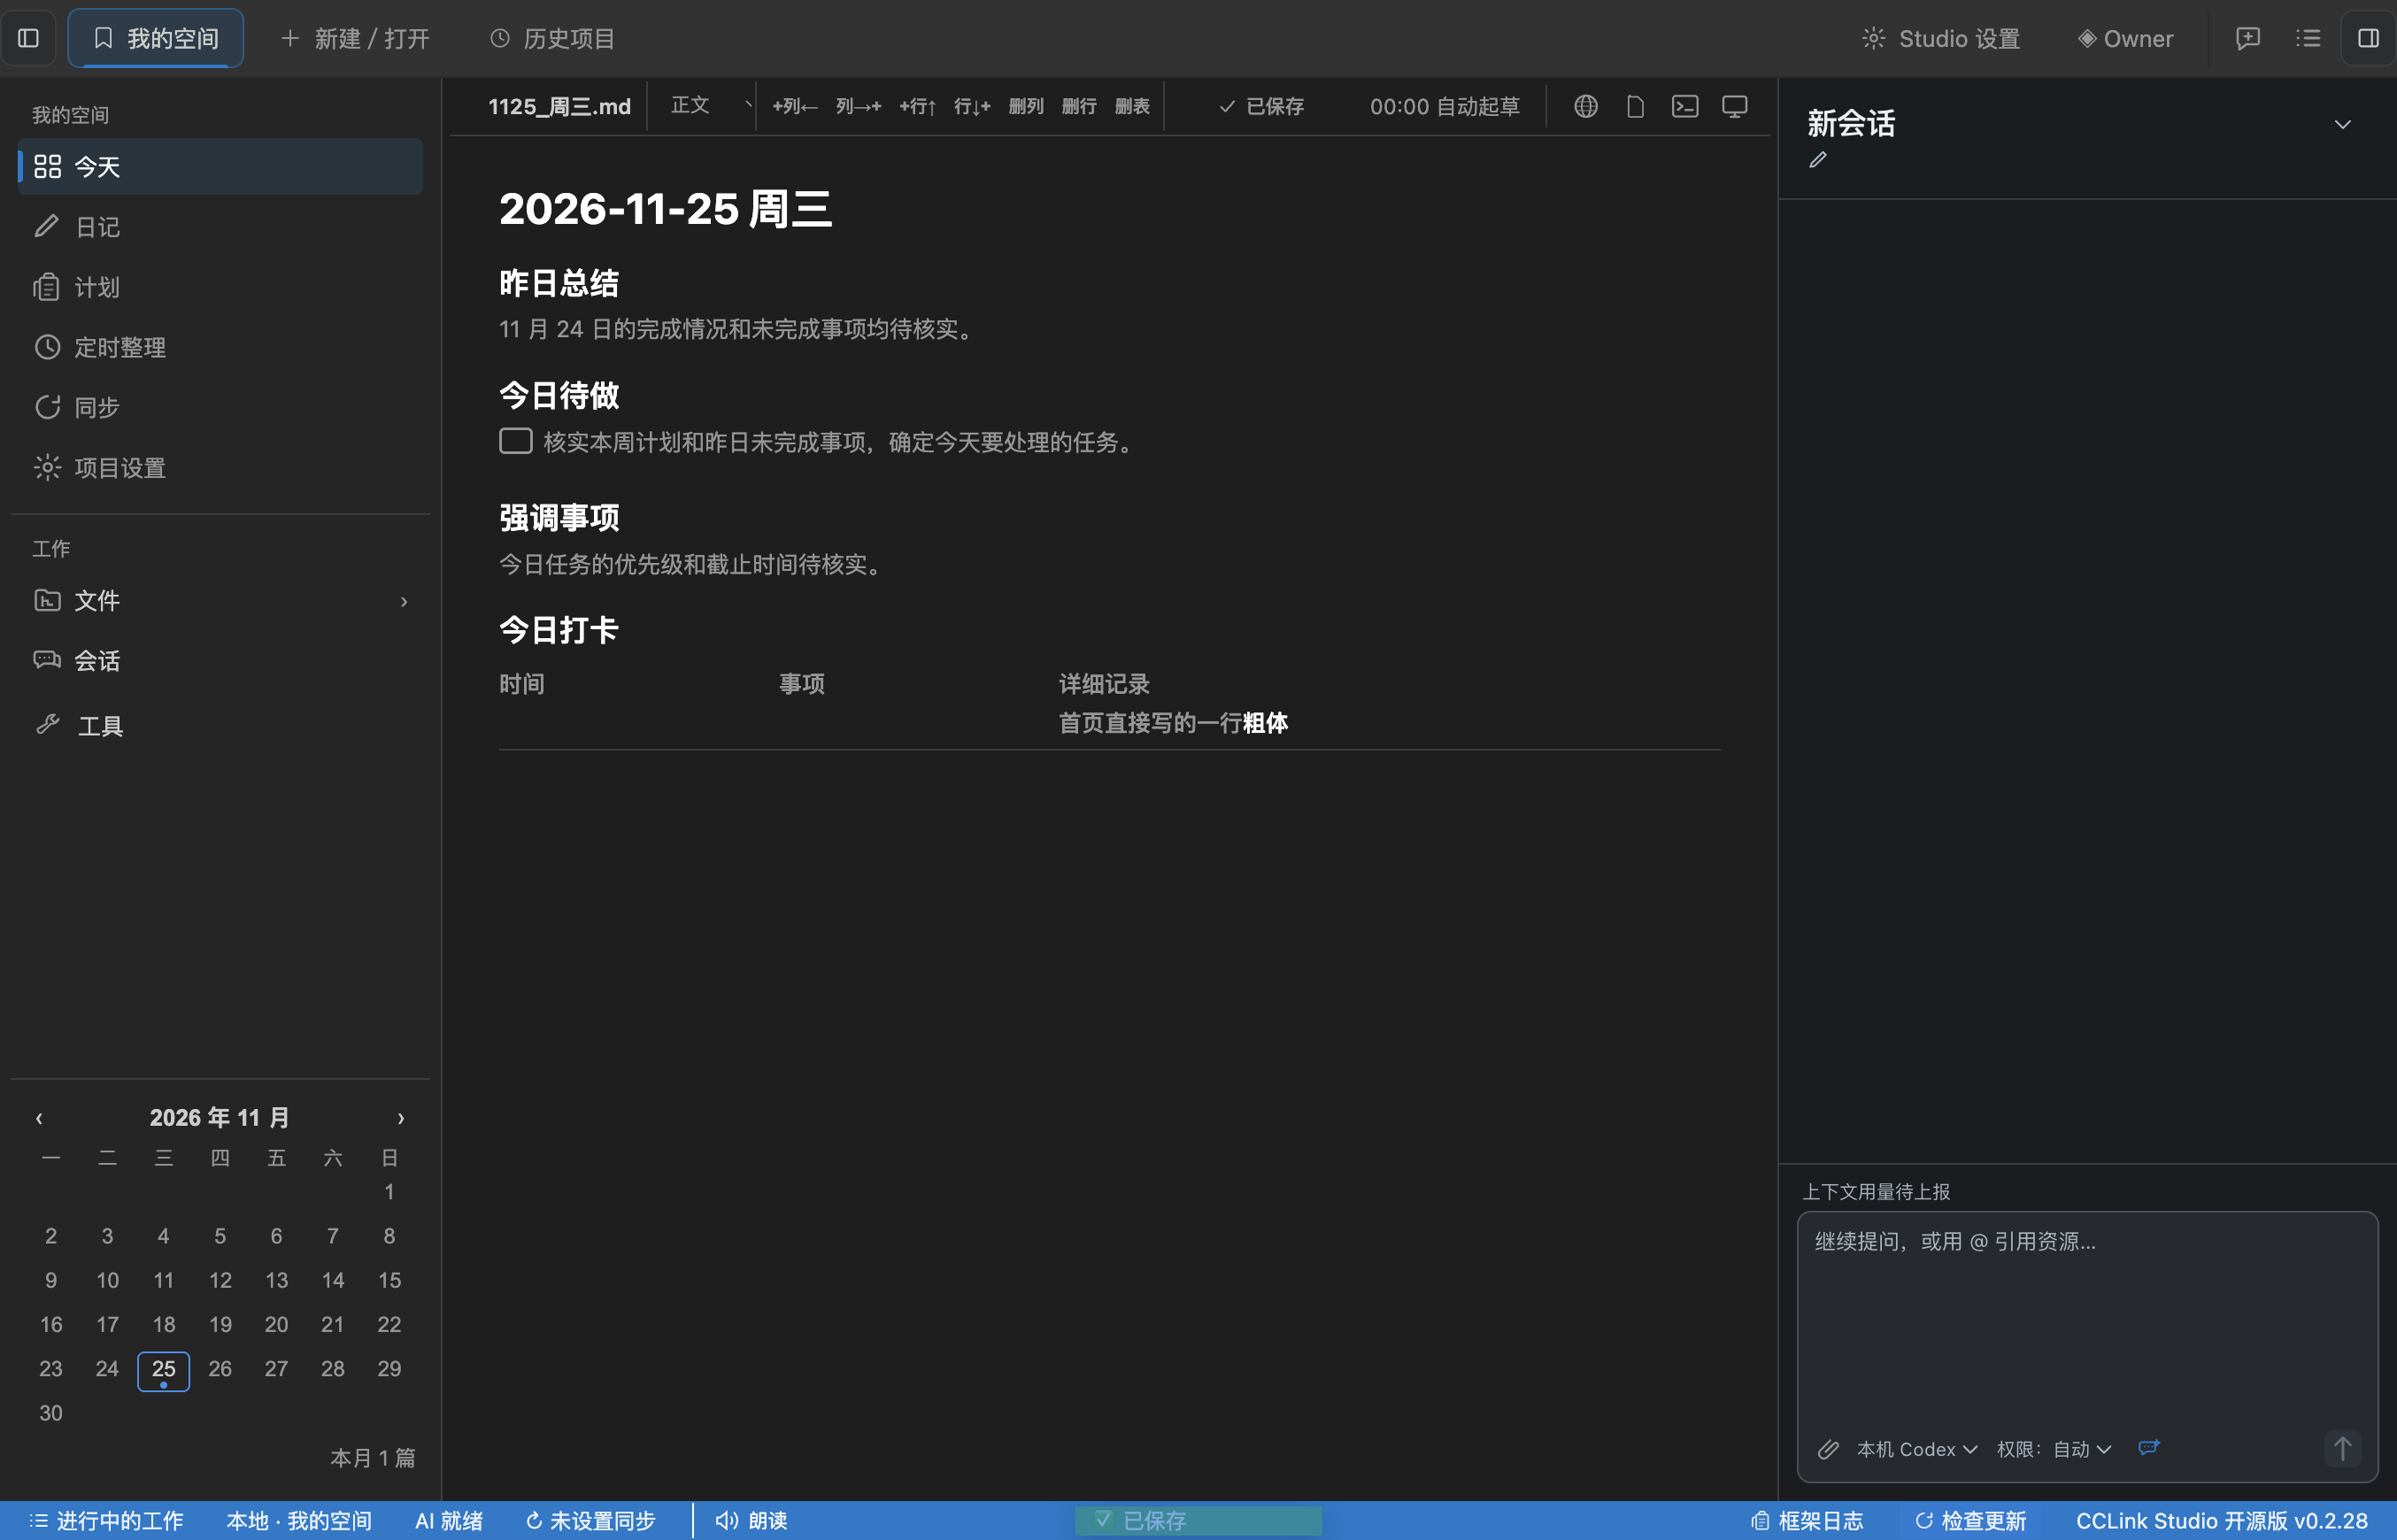 我的空间
新建 / 打开
历史项目
Studio 设置
Owner
我的空间
今天
日记
计划
定时整理
同步
项目设置
工作
文件
会话
工具
2026 年 11 月
一 二 三 四 五 六 日
1
2 3 4 5 6 7 8
9 10 11 12 13 14 15
16 17 18 19 20 21 22
23 24 25 26 27 28 29
30
本月 1 篇
1125_周三.md
正文
+列← 列→+ +行↑ 行↓+ 删列 删行 删表
✓ 已保存
00:00 自动起草
2026-11-25 周三
昨日总结
11 月 24 日的完成情况和未完成事项均待核实。
今日待做
核实本周计划和昨日未完成事项，确定今天要处理的任务。
强调事项
今日任务的优先级和截止时间待核实。
今日打卡
时间 事项 详细记录
首页直接写的一行粗体
新会话
上下文用量待上报
继续提问，或用 @ 引用资源...
本机 Codex 权限：自动
进行中的工作 本地 · 我的空间 AI 就绪 未设置同步 朗读 已保存 框架日志 检查更新 CCLink Studio 开源版 v0.2.28